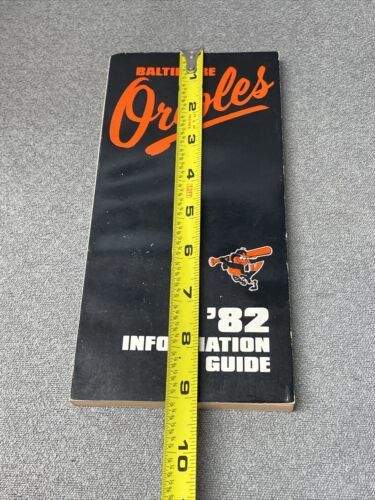 BALTIMORE
Orioles
'82
INFORMATION
GUIDE
1
2
3
4
5
6
7
8
9
10